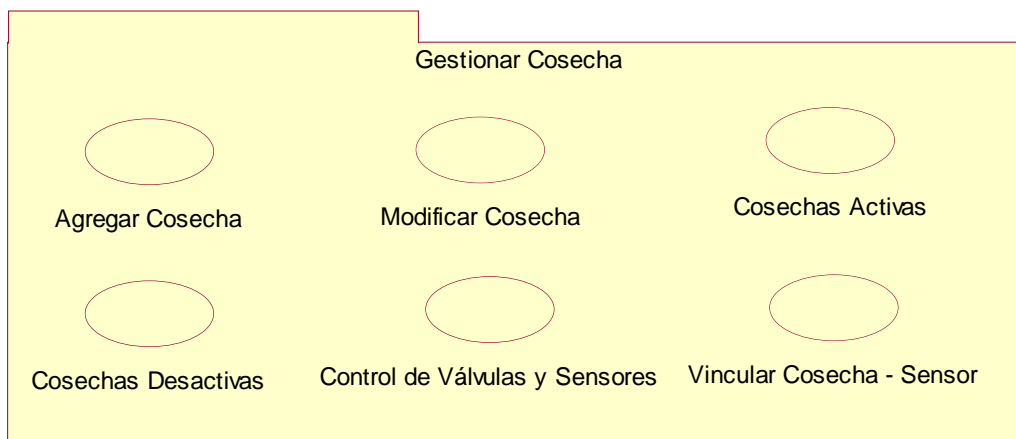 Gestionar Cosecha
Agregar Cosecha
Modificar Cosecha
Cosechas Activas
Cosechas Desactivas
Control de Válvulas y Sensores
Vincular Cosecha - Sensor